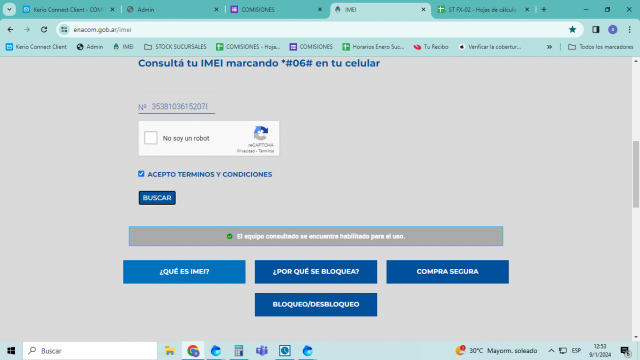 Kerio Connect Client - COMI
Admin
COMISIONES
IMEI
ST FX-02 - Hojas de cálculo
enacom.gob.ar/imei
Kerio Connect Client
Admin
IMEI
STOCK SUCURSALES
COMISIONES - Hoja...
COMISIONES
Horarios Enero Suc...
Tu Recibo
Verificar la cobertur...
Todos los marcadores
Consultá tu IMEI marcando *#06# en tu celular
Nº 35381036152078
No soy un robot
reCAPTCHA
Privacidad - Términos
ACEPTO TERMINOS Y CONDICIONES
BUSCAR
El equipo consultado se encuentra habilitado para el uso.
¿QUÉ ES IMEI?
¿POR QUÉ SE BLOQUEA?
COMPRA SEGURA
BLOQUEO/DESBLOQUEO
Buscar
30°C Mayorm. soleado
ESP
12:53
9/1/2024